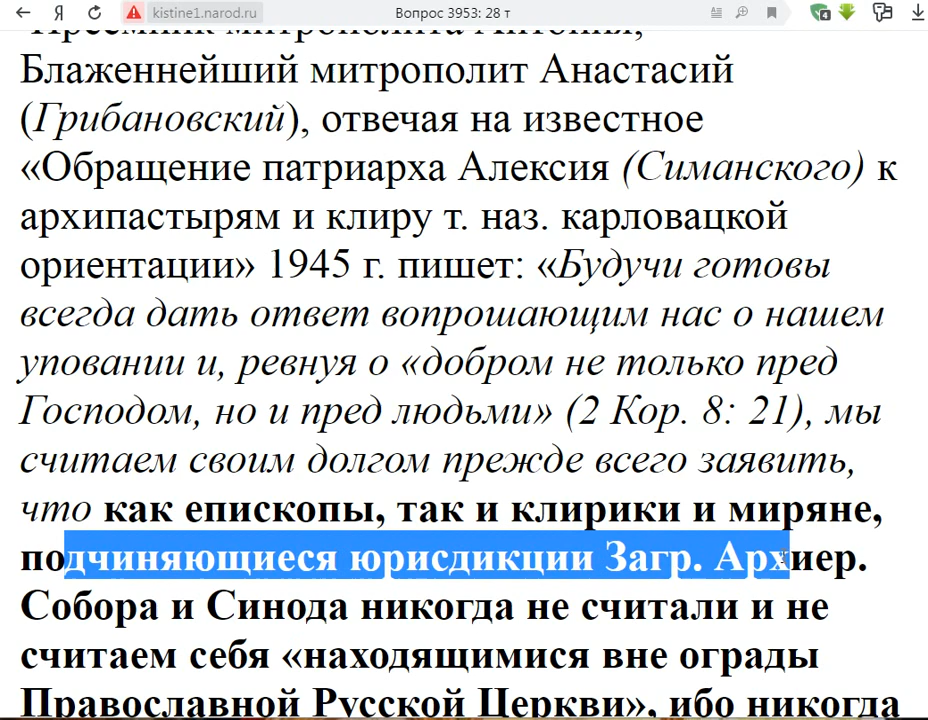 Я kistine1.narod.ru Вопрос 3953: 28 т 4
Преемник митрополита Антония,
Блаженнейший митрополит Анастасий
(Грибановский), отвечая на известное
«Обращение патриарха Алексия (Симанского) к
архипастырям и клиру т. наз. карловацкой
ориентации» 1945 г. пишет: «Будучи готовы
всегда дать ответ вопрошающим нас о нашем
уповании и, ревнуя о «добром не только пред
Господом, но и пред людьми» (2 Кор. 8: 21), мы
считаем своим долгом прежде всего заявить,
что как епископы, так и клирики и миряне,
подчиняющиеся юрисдикции Загр. Архиер.
Собора и Синода никогда не считали и не
считаем себя «находящимися вне ограды
Православной Русской Церкви», ибо никогда